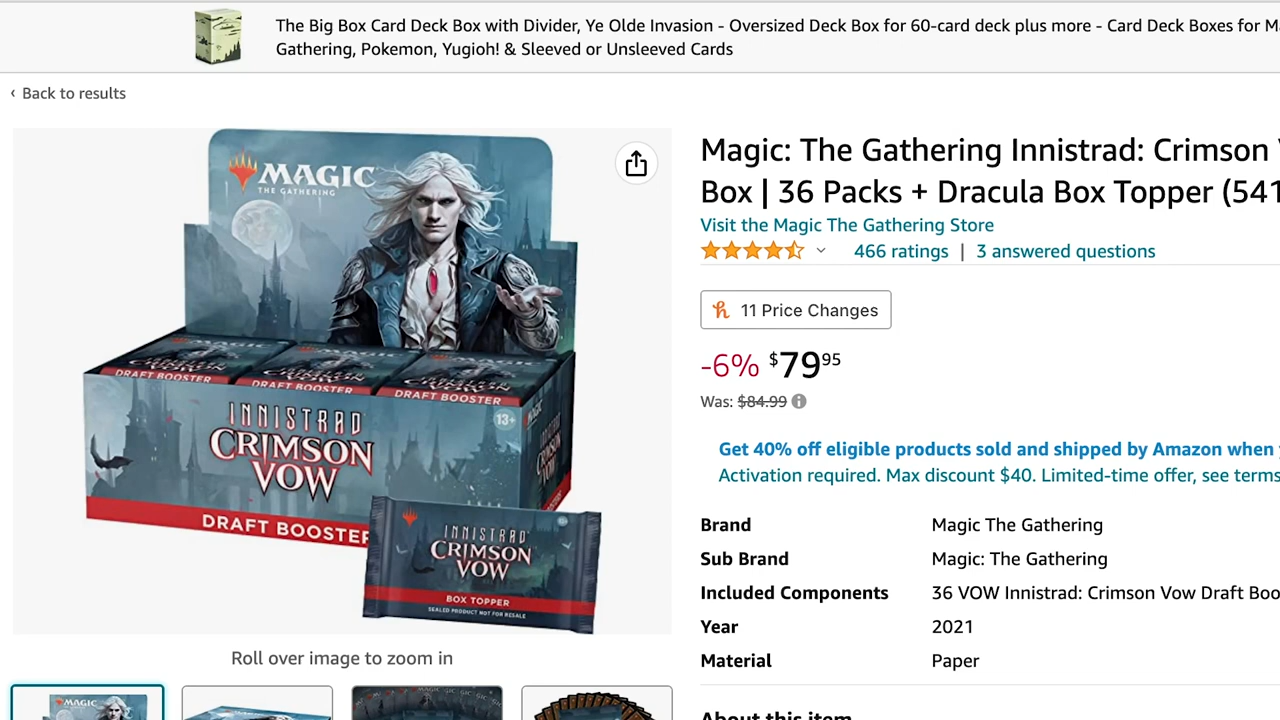 The Big Box Card Deck Box with Divider, Ye Olde Invasion - Oversized Deck Box for 60-card deck plus more - Card Deck Boxes for M
Gathering, Pokemon, Yugioh! & Sleeved or Unsleeved Cards
‹ Back to results
MAGIC
THE GATHERING
DRAFT BOOSTER
DRAFT BOOSTER
DRAFT BOOSTER
INNISTRAD
CRIMSON
VOW
13+
MAGIC
DRAFT BOOSTER
INNISTRAD
CRIMSON
VOW
BOX TOPPER
SEALED PRODUCT NOT FOR RESALE
Roll over image to zoom in
MAGIC
Magic: The Gathering Innistrad: Crimson
Box | 36 Packs + Dracula Box Topper (541
Visit the Magic The Gathering Store
466 ratings | 3 answered questions
11 Price Changes
-6% $79.95
Was: $84.99
Get 40% off eligible products sold and shipped by Amazon when
Activation required. Max discount $40. Limited-time offer, see terms
Brand Magic The Gathering
Sub Brand Magic: The Gathering
Included Components 36 VOW Innistrad: Crimson Vow Draft Boo
Year 2021
Material Paper
About this item